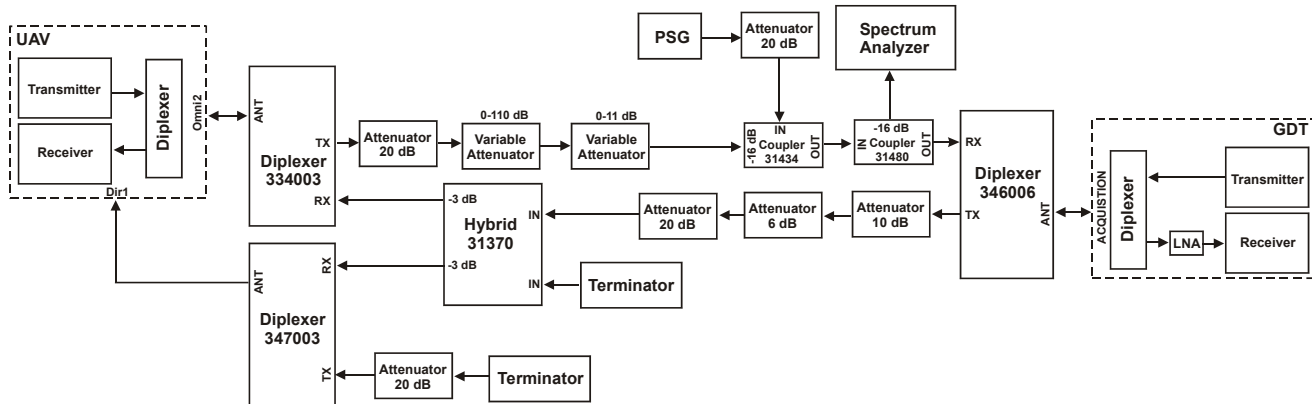 UAV
Transmitter
Receiver
Diplexer
Omni2
Dir1
ANT
TX
Diplexer
334003
RX
Attenuator
20 dB
0-110 dB
Variable
Attenuator
0-11 dB
Variable
Attenuator
PSG
Attenuator
20 dB
Spectrum
Analyzer
-16 dB
IN
Coupler
31434
OUT
IN
-16 dB
Coupler
31480
OUT
RX
Diplexer
346006
TX
ANT
GDT
ACQUISTION
Diplexer
Transmitter
LNA
Receiver
-3 dB
Hybrid
31370
-3 dB
IN
IN
Attenuator
20 dB
Attenuator
6 dB
Attenuator
10 dB
Terminator
ANT
RX
Diplexer
347003
TX
Attenuator
20 dB
Terminator